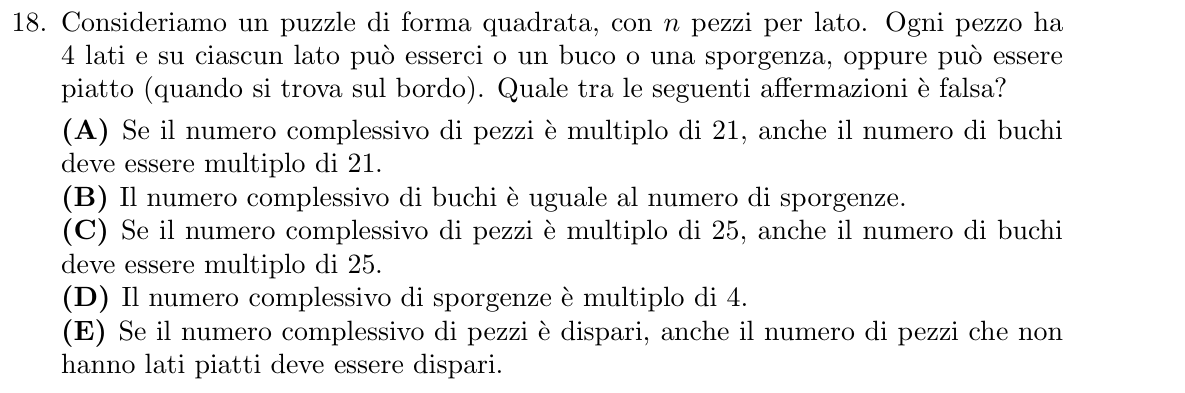 18. Consideriamo un puzzle di forma quadrata, con n pezzi per lato. Ogni pezzo ha
4 lati e su ciascun lato può esserci o un buco o una sporgenza, oppure può essere
piatto (quando si trova sul bordo). Quale tra le seguenti affermazioni è falsa?
(A) Se il numero complessivo di pezzi è multiplo di 21, anche il numero di buchi
deve essere multiplo di 21.
(B) Il numero complessivo di buchi è uguale al numero di sporgenze.
(C) Se il numero complessivo di pezzi è multiplo di 25, anche il numero di buchi
deve essere multiplo di 25.
(D) Il numero complessivo di sporgenze è multiplo di 4.
(E) Se il numero complessivo di pezzi è dispari, anche il numero di pezzi che non
hanno lati piatti deve essere dispari.